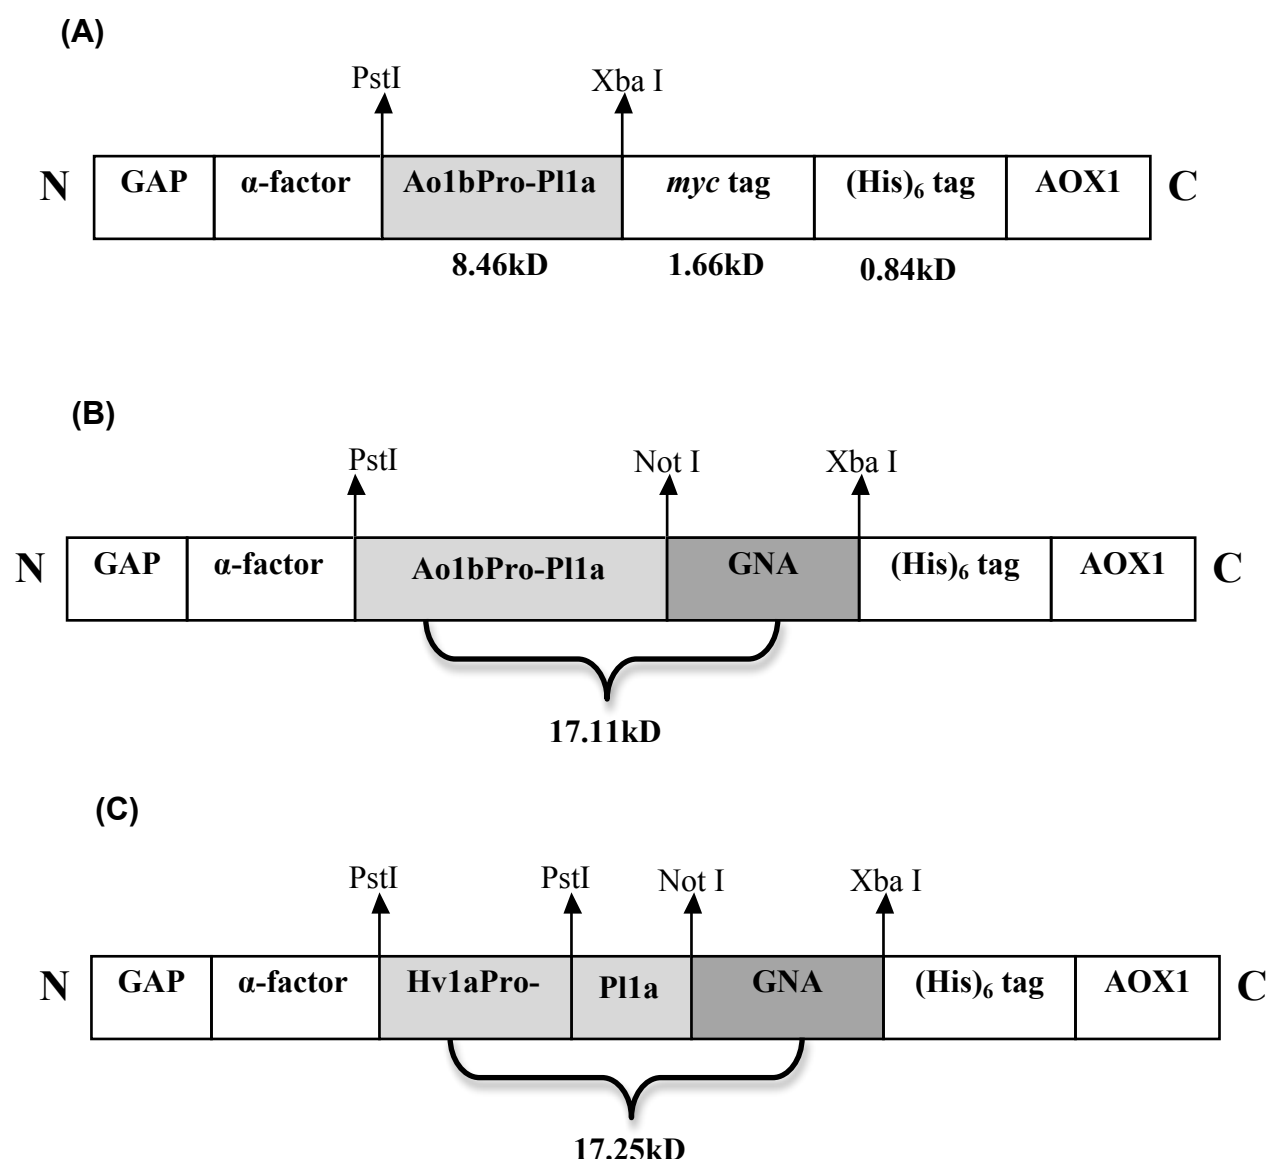 (A)
PstI Xba I
N GAP α-factor Ao1bPro-Pl1a myc tag (His)6 tag AOX1 C
8.46kD 1.66kD 0.84kD
(B)
PstI Not I Xba I
N GAP α-factor Ao1bPro-Pl1a GNA (His)6 tag AOX1 C
17.11kD
(C)
PstI PstI Not I Xba I
N GAP α-factor Hv1aPro- Pl1a GNA (His)6 tag AOX1 C
17.25kD